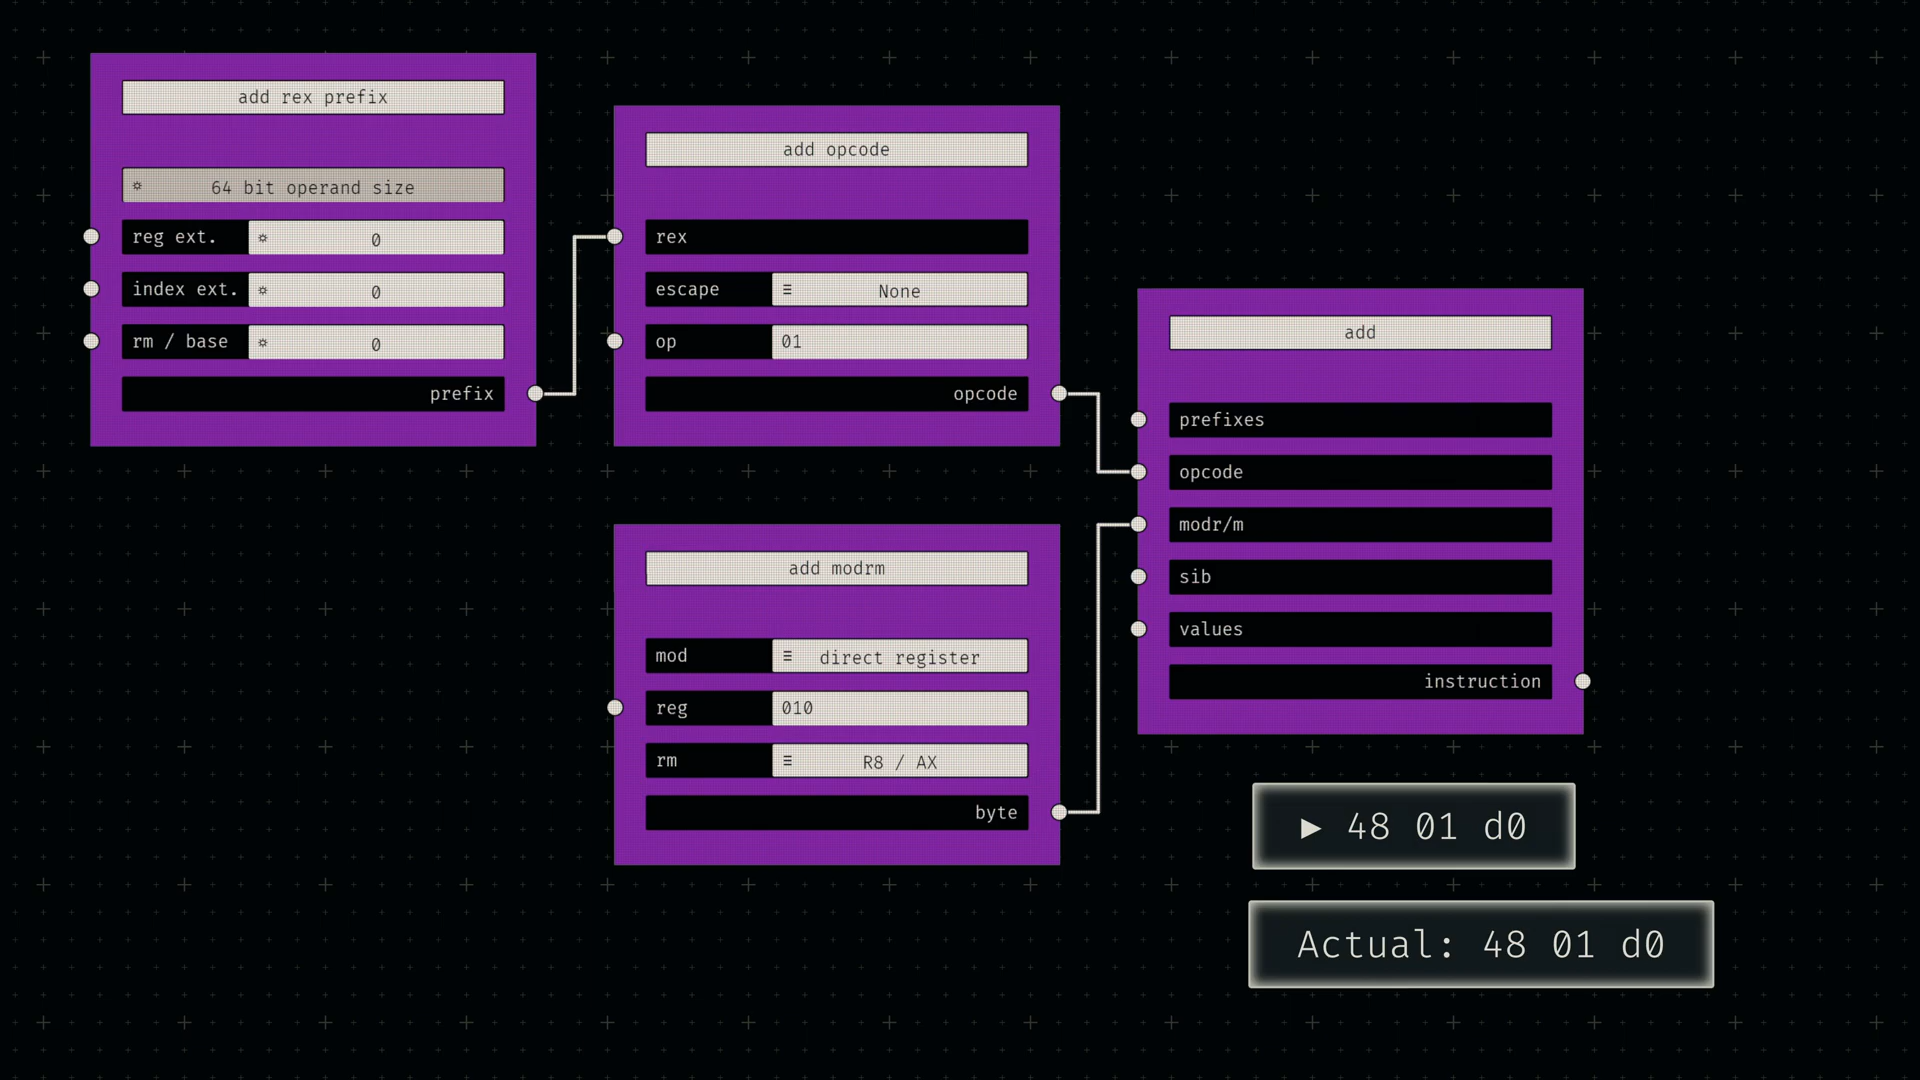 add rex prefix
64 bit operand size
reg ext. 0
index ext. 0
rm / base 0
prefix
add opcode
rex
escape None
op 01
opcode
add modrm
mod direct register
reg 010
rm R8 / AX
byte
add
prefixes
opcode
modr/m
sib
values
instruction
▶ 48 01 d0
Actual: 48 01 d0